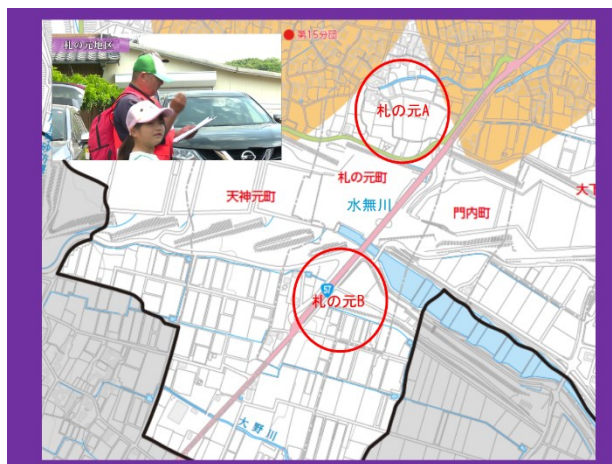 札の元地区
第15分団
札の元A
札の元町
天神元町
水無川
門内町
大下
57
札の元B
大野川